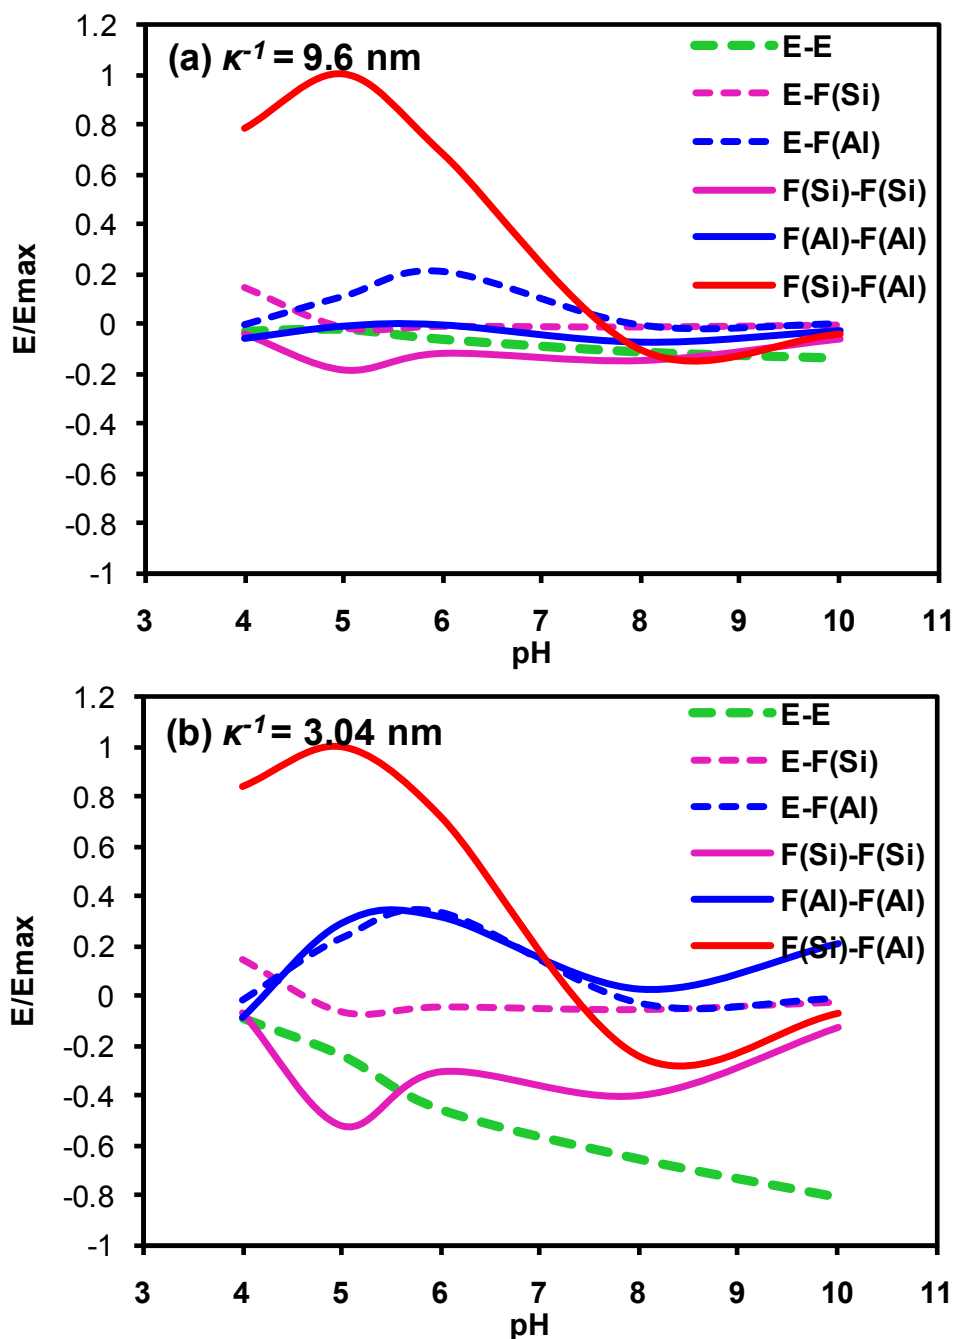 (a) κ⁻¹ = 9.6 nm
E-E
E-F(Si)
E-F(Al)
F(Si)-F(Si)
F(Al)-F(Al)
F(Si)-F(Al)
1.2
1
0.8
0.6
0.4
0.2
0
-0.2
-0.4
-0.6
-0.8
-1
E/Emax
3 4 5 6 7 8 9 10 11
pH
(b) κ⁻¹ = 3.04 nm
E-E
E-F(Si)
E-F(Al)
F(Si)-F(Si)
F(Al)-F(Al)
F(Si)-F(Al)
1.2
1
0.8
0.6
0.4
0.2
0
-0.2
-0.4
-0.6
-0.8
-1
E/Emax
3 4 5 6 7 8 9 10 11
pH